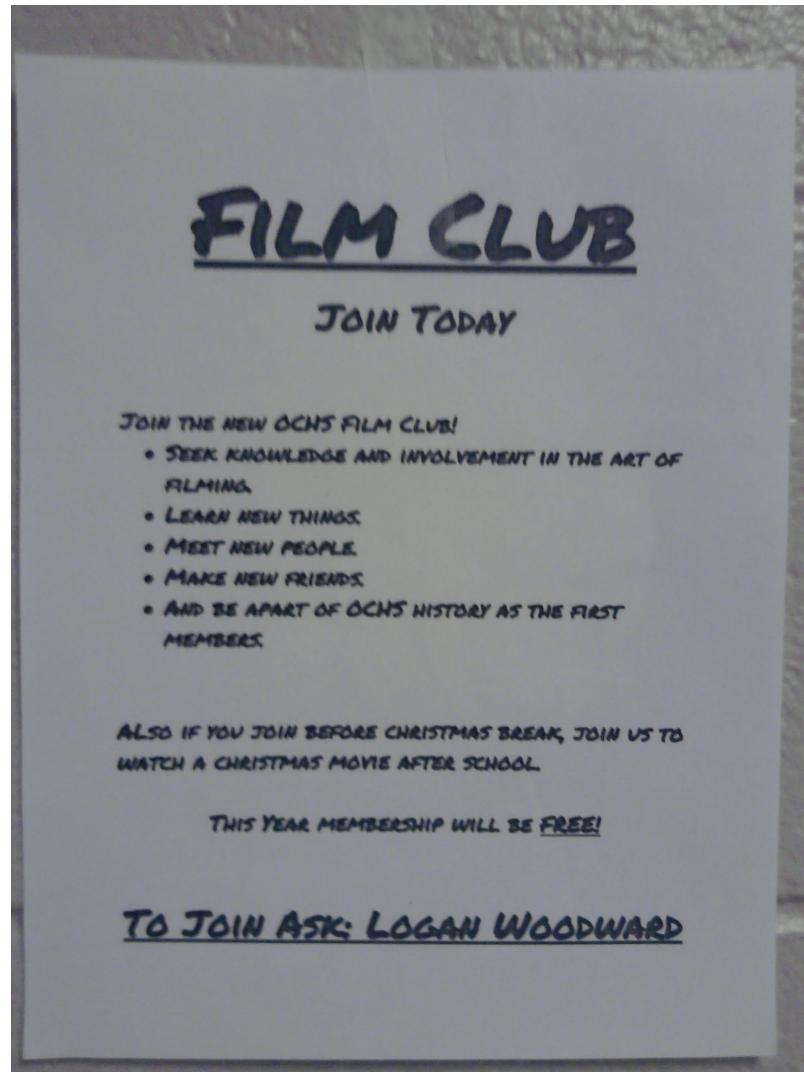 Film Club
Join Today
Join the new OCHS Film Club!
• Seek knowledge and involvement in the art of
filming.
• Learn new things.
• Meet new people.
• Make new friends.
• And be apart of OCHS history as the first
members.
Also if you join before Christmas break, join us to
watch a Christmas movie after school.
This Year membership will be FREE!
To Join Ask: Logan Woodward